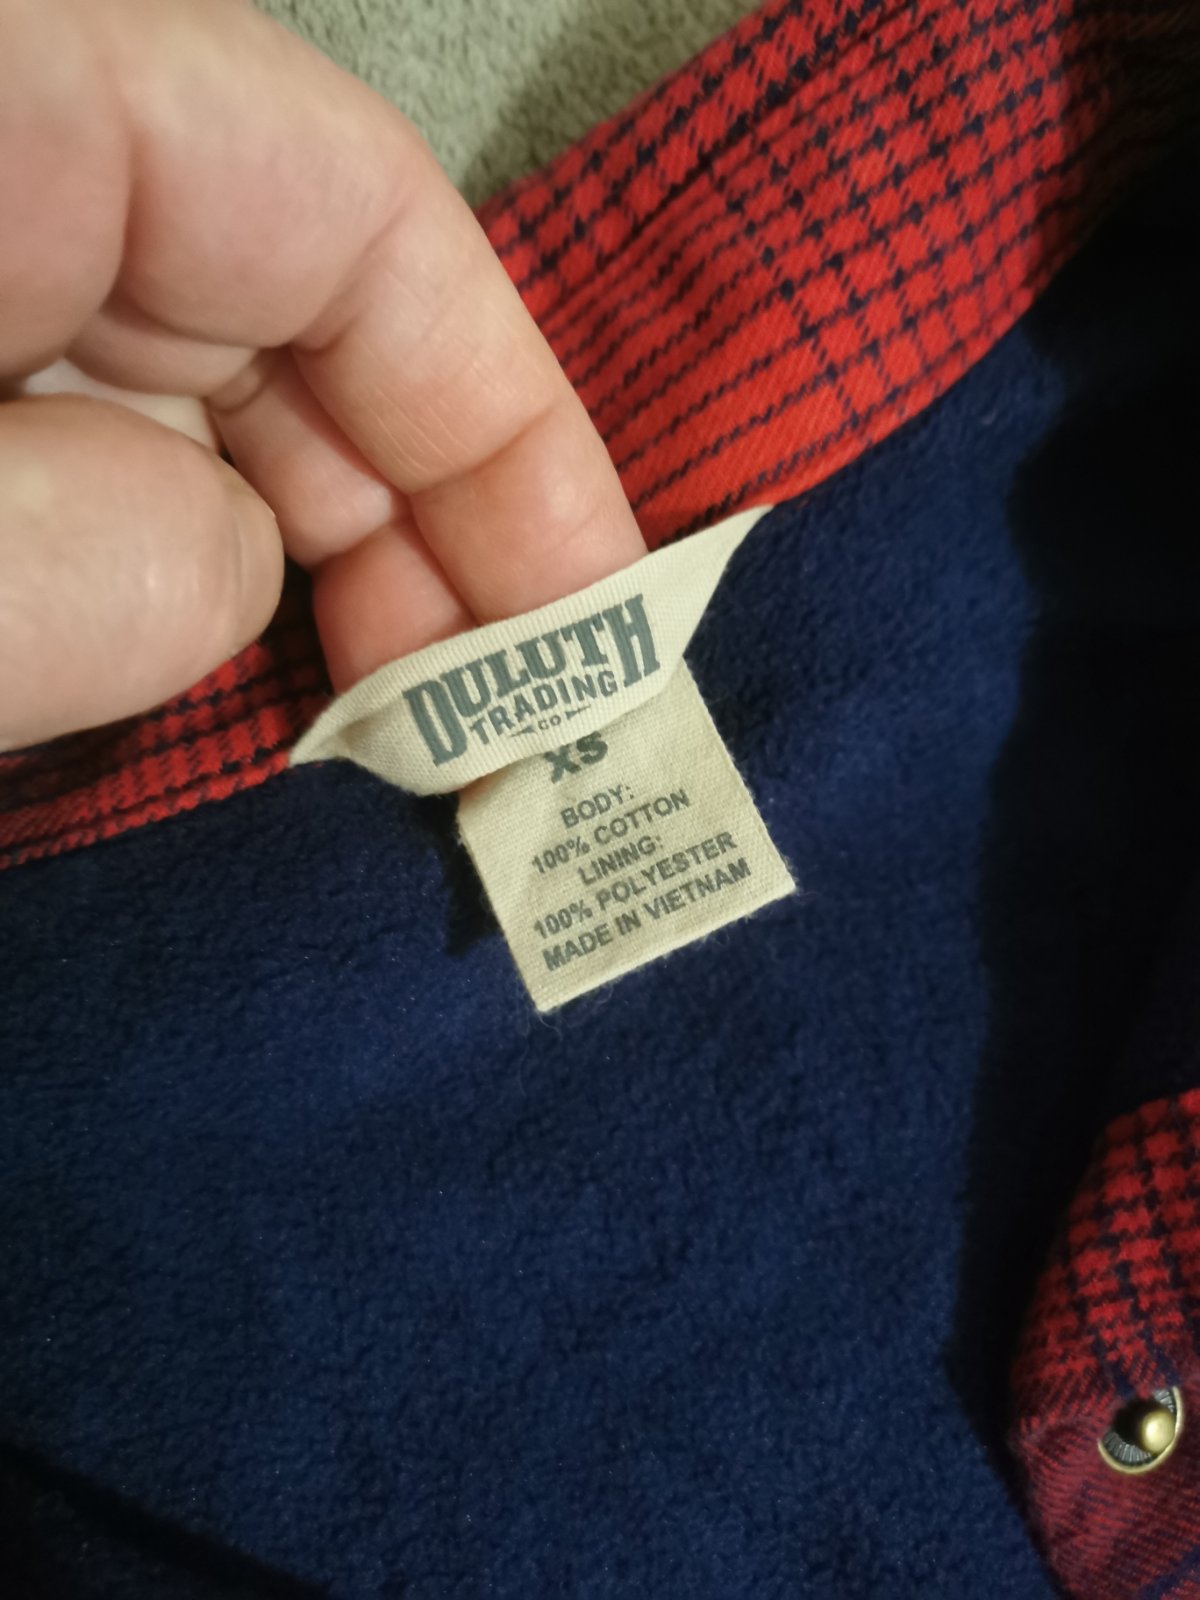 DULUTH
TRADING
CO
XS
BODY:
100% COTTON
LINING:
100% POLYESTER
MADE IN VIETNAM